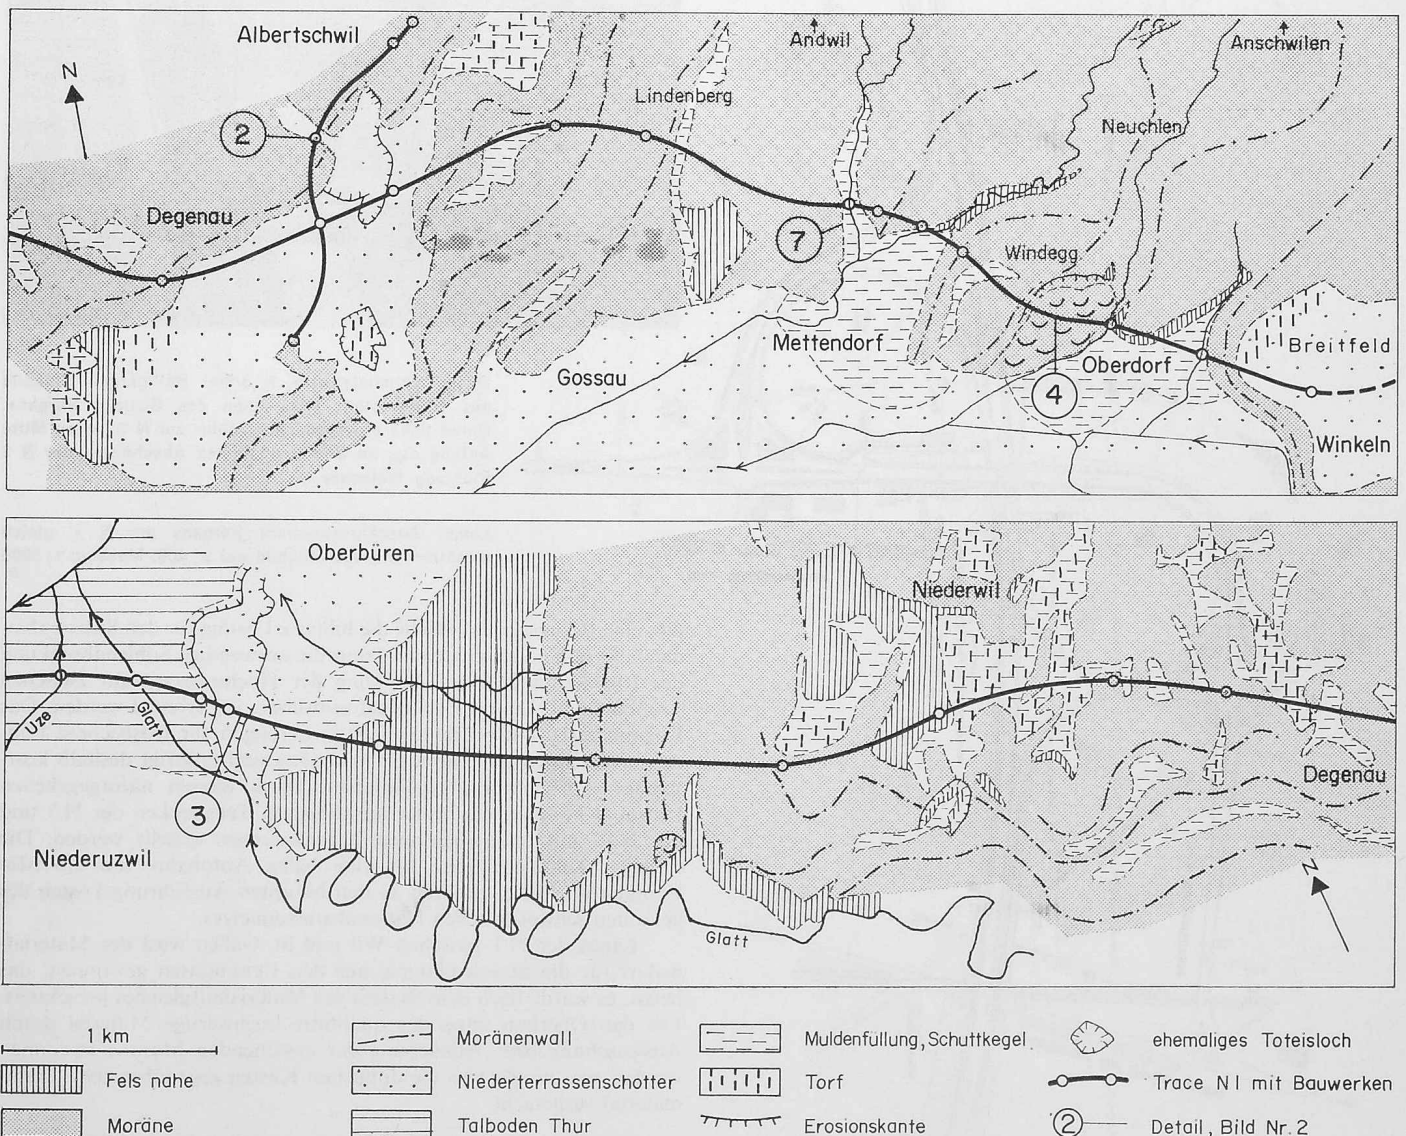 Albertschwil
Andwil
Anschwilen
N
Lindenberg
2
Neuchlen
Degenau
7
Windegg
Mettendorf
Breitfeld
Oberdorf
Gossau
4
Winkeln
Oberbüren
Niederwil
Uze
Glatt
Degenau
3
Niederuzwil
N
Glatt
1 km
Moränenwall
Muldenfüllung, Schuttkegel
ehemaliges Toteisloch
Fels nahe
Niederterrassenschotter
Torf
Trace N1 mit Bauwerken
Moräne
Talboden Thur
Erosionskante
2
Detail, Bild Nr. 2